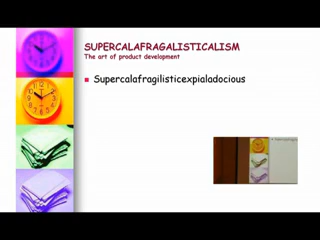 SUPERCALAFRAGALISTICALISM
The art of product development
Supercalafragilisticexpialadocious